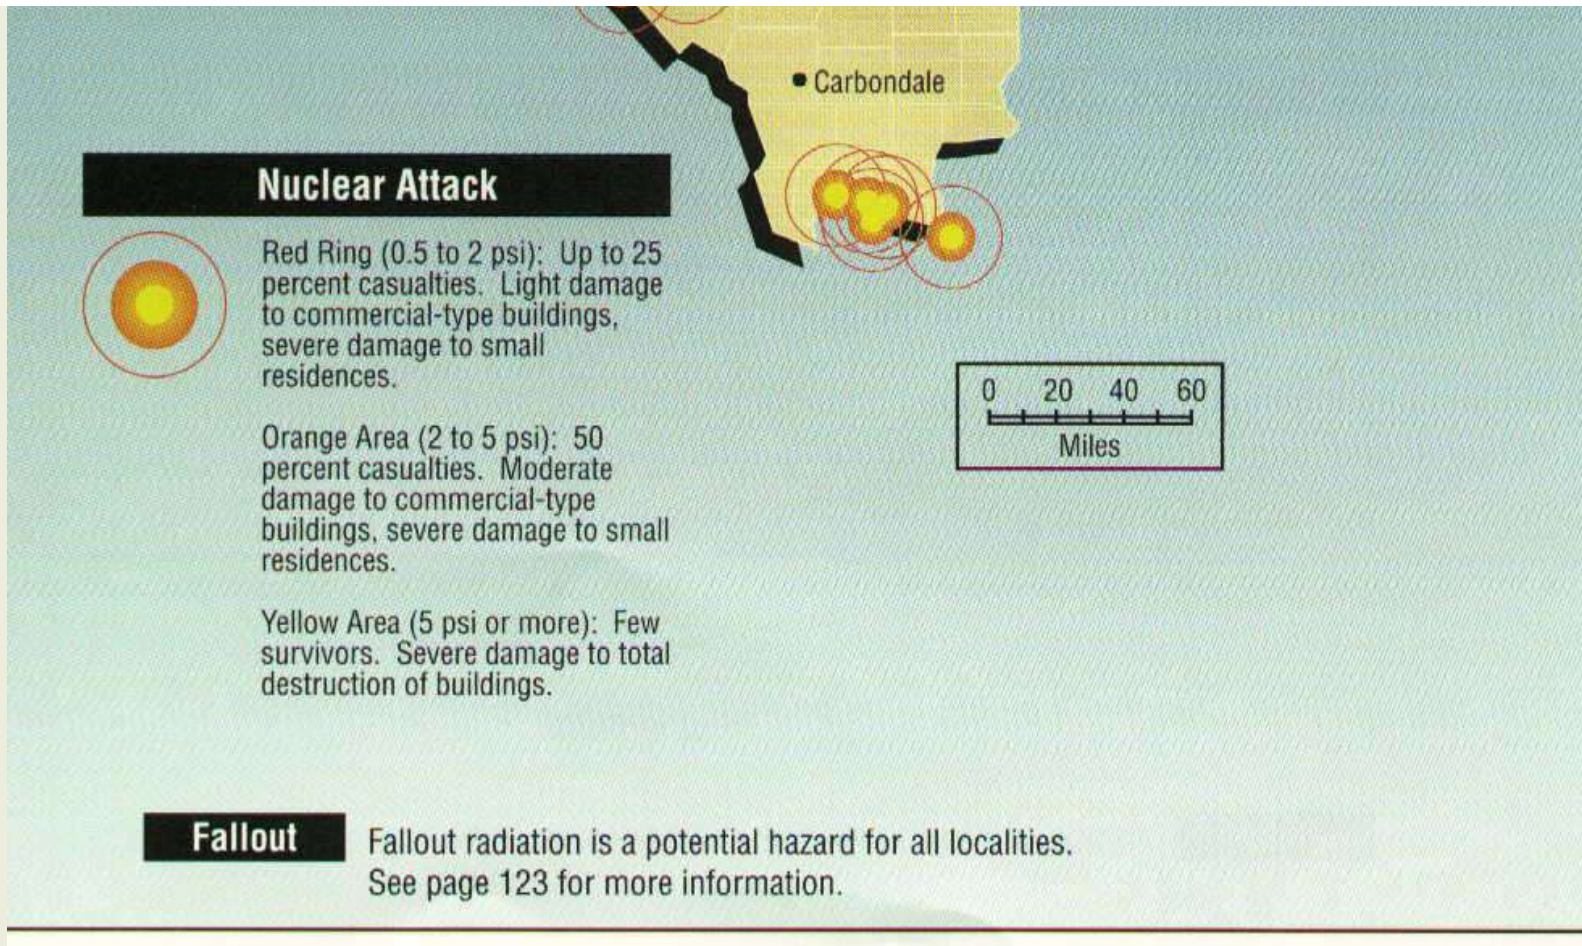 Carbondale
Nuclear Attack
Red Ring (0.5 to 2 psi): Up to 25
percent casualties. Light damage
to commercial-type buildings,
severe damage to small
residences.
Orange Area (2 to 5 psi): 50
percent casualties. Moderate
damage to commercial-type
buildings, severe damage to small
residences.
Yellow Area (5 psi or more): Few
survivors. Severe damage to total
destruction of buildings.
0 20 40 60
Miles
Fallout
Fallout radiation is a potential hazard for all localities.
See page 123 for more information.